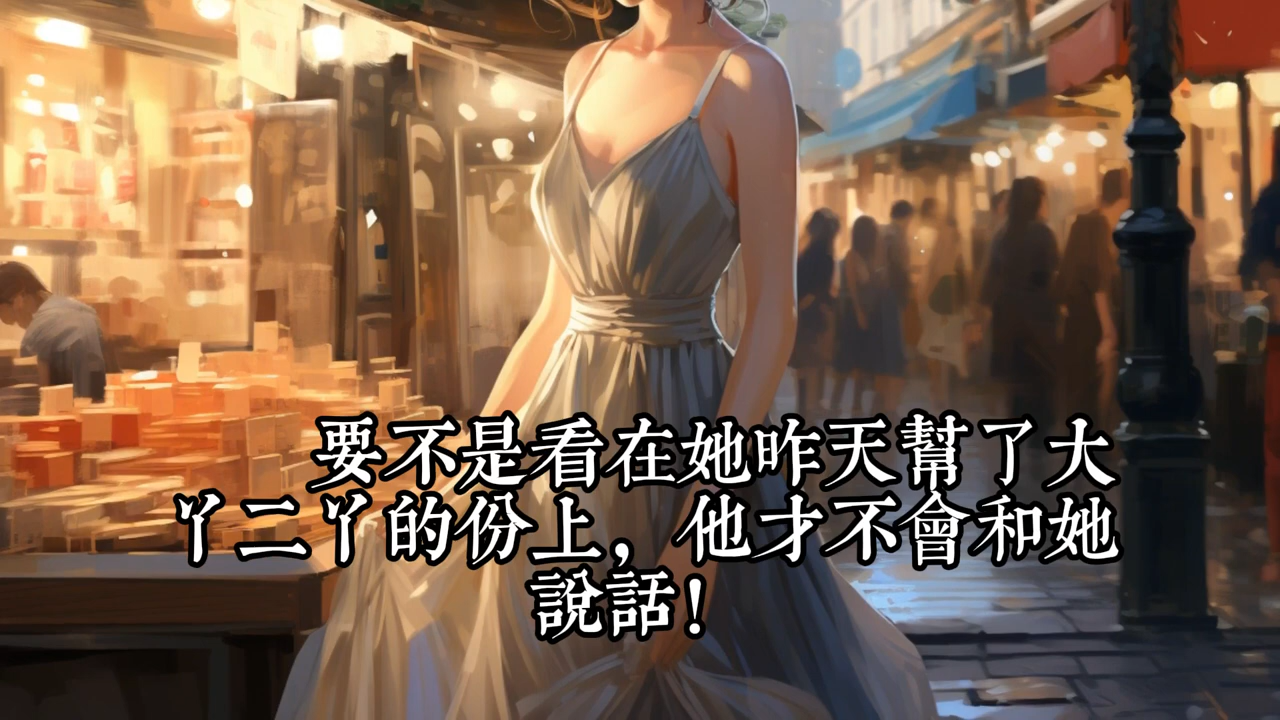 要不是看在她昨天幫了大
丫二丫的份上，他才不會和她
說話！